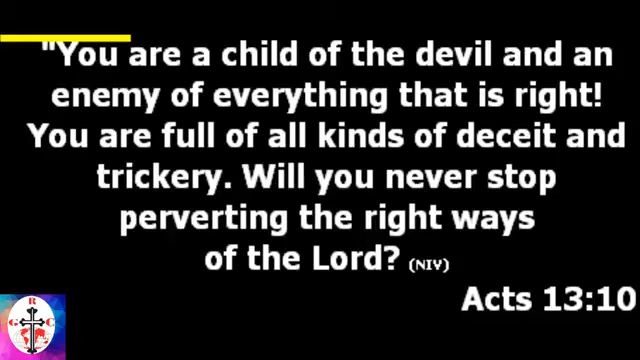 "You are a child of the devil and an
enemy of everything that is right!
You are full of all kinds of deceit and
trickery. Will you never stop
perverting the right ways
of the Lord? (NIV)
Acts 13:10
R
G C